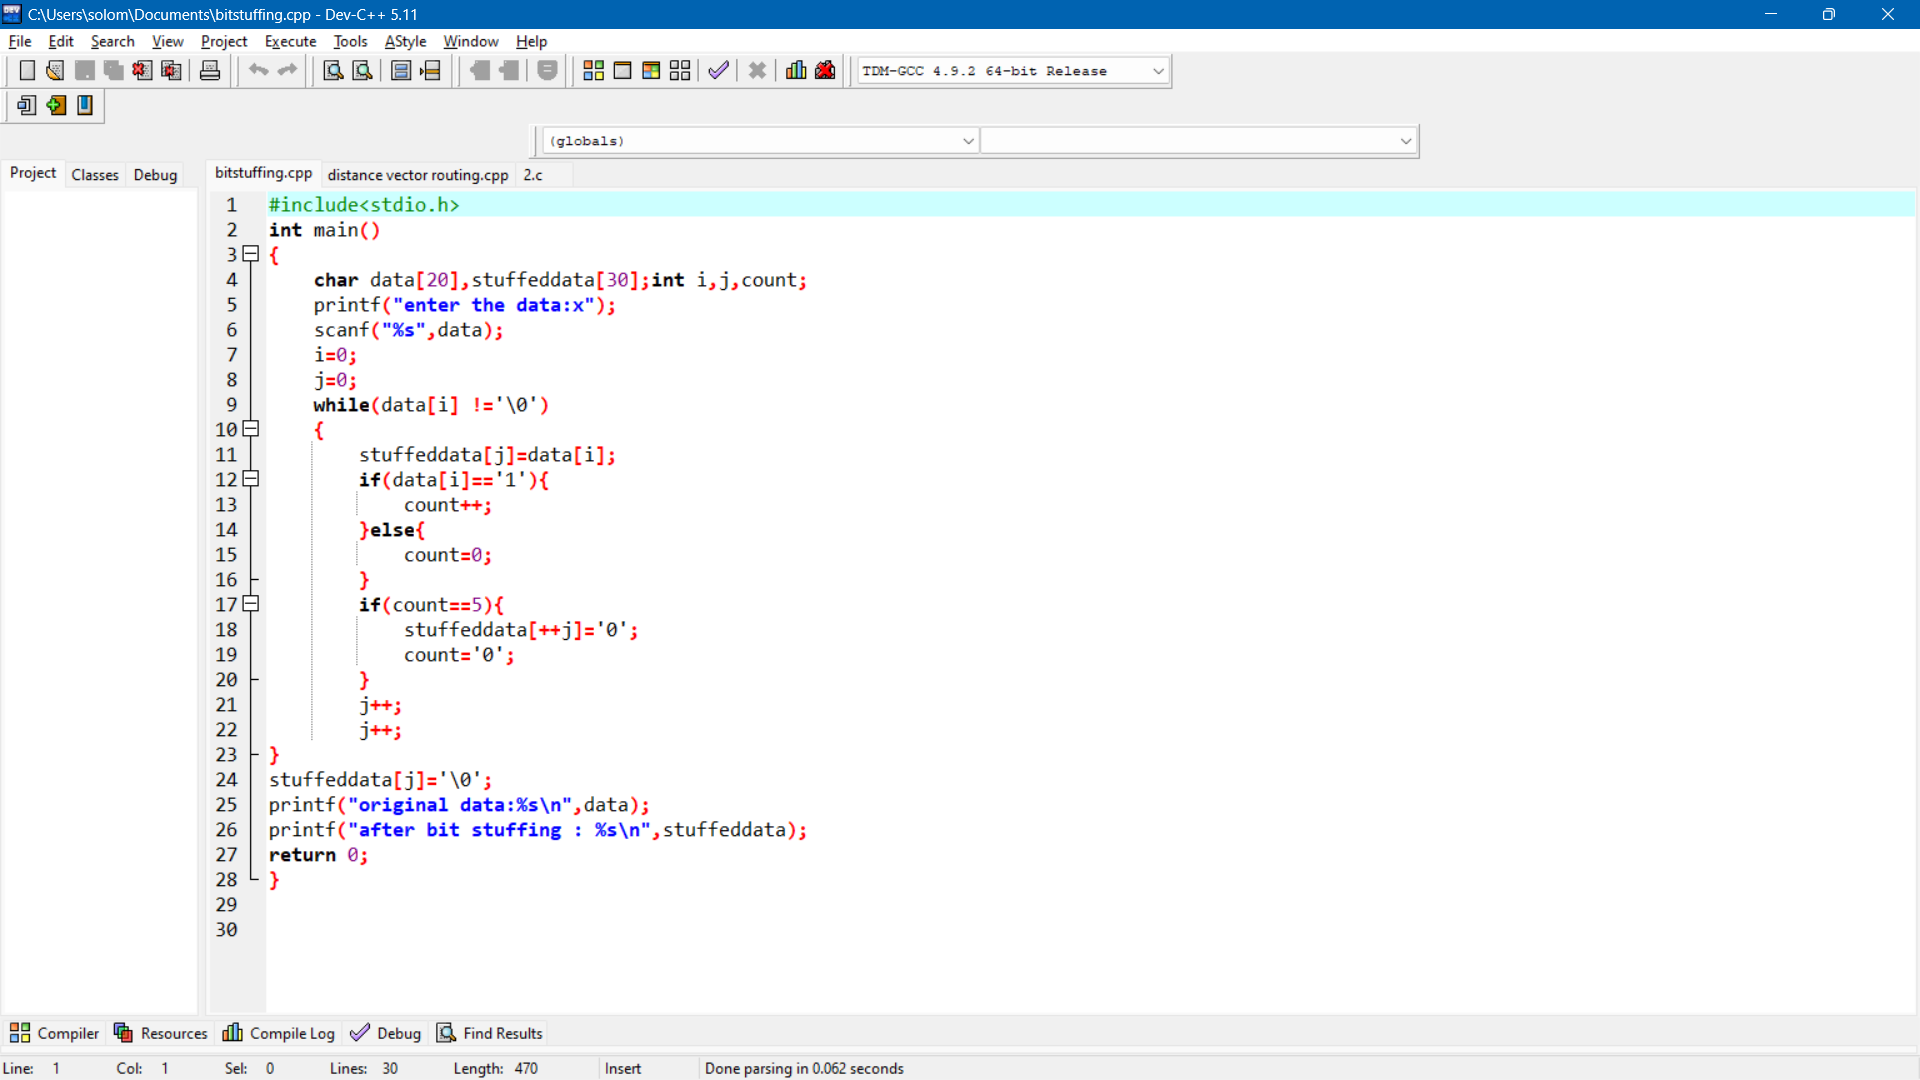 C:\Users\solom\Documents\bitstuffing.cpp - Dev-C++ 5.11
File Edit Search View Project Execute Tools AStyle Window Help
TDM-GCC 4.9.2 64-bit Release
(globals)
Project Classes Debug
bitstuffing.cpp distance vector routing.cpp 2.c
1 #include<stdio.h>
2 int main()
3 {
4 char data[20],stuffeddata[30];int i,j,count;
5 printf("enter the data:x");
6 scanf("%s",data);
7 i=0;
8 j=0;
9 while(data[i] !='\0')
10 {
11 stuffeddata[j]=data[i];
12 if(data[i]=='1'){
13 count++;
14 }else{
15 count=0;
16 }
17 if(count==5){
18 stuffeddata[++j]='0';
19 count='0';
20 }
21 j++;
22 j++;
23 }
24 stuffeddata[j]='\0';
25 printf("original data:%s\n",data);
26 printf("after bit stuffing : %s\n",stuffeddata);
27 return 0;
28 }
29
30
Compiler Resources Compile Log Debug Find Results
Line: 1 Col: 1 Sel: 0 Lines: 30 Length: 470 Insert Done parsing in 0.062 seconds